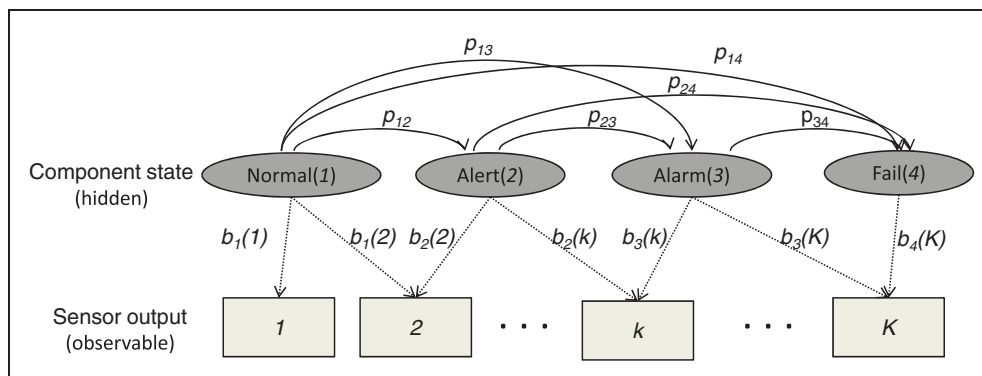 p13
p14
p24
p12
p23
p34
Component state
(hidden)
Normal(1)
Alert(2)
Alarm(3)
Fail(4)
b1(1)
b1(2)
b2(2)
b2(k)
b3(k)
b3(K)
b4(K)
Sensor output
(observable)
1
2
. . .
k
. . .
K